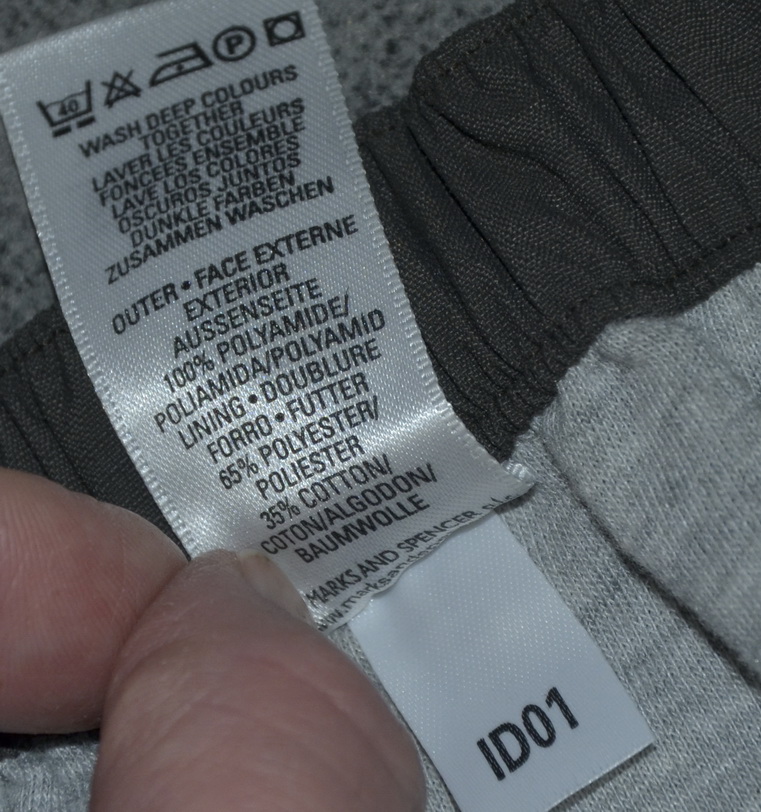 40
P
WASH DEEP COLOURS
TOGETHER
LAVER LES COULEURS
FONCÉES ENSEMBLE
LAVE LOS COLORES
OSCUROS JUNTOS
DUNKLE FARBEN
ZUSAMMEN WASCHEN
OUTER • FACE EXTERNE
EXTERIOR
AUSSENSEITE
100% POLYAMIDE/
POLIAMIDA/POLYAMID
LINING • DOUBLURE
FORRO • FUTTER
65% POLYESTER/
POLIESTER
35% COTTON/
COTON/ALGODON/
BAUMWOLLE
MARKS AND SPENCER p.l.c.
ID01